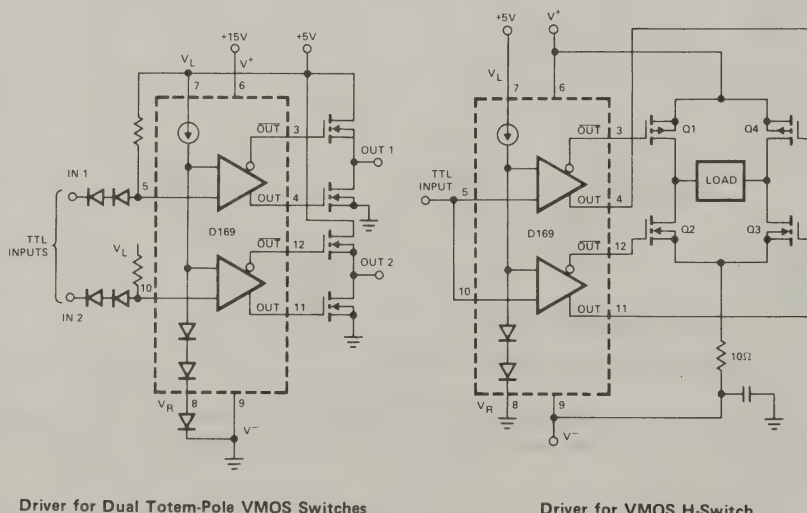 +15V
+5V
V_L
V+
7
6
OUT
3
OUT 1
IN 1
5
OUT
4
TTL
INPUTS
D169
V_L
OUT
12
OUT 2
10
IN 2
OUT
11
V_R
8
9
V−
Driver for Dual Totem-Pole VMOS Switches
+5V
V+
V_L
7
6
OUT
3
Q1
Q4
TTL
INPUT
5
OUT
4
LOAD
D169
OUT
12
Q2
Q3
10
OUT
11
10Ω
V_R
8
9
V−
Driver for VMOS H-Switch